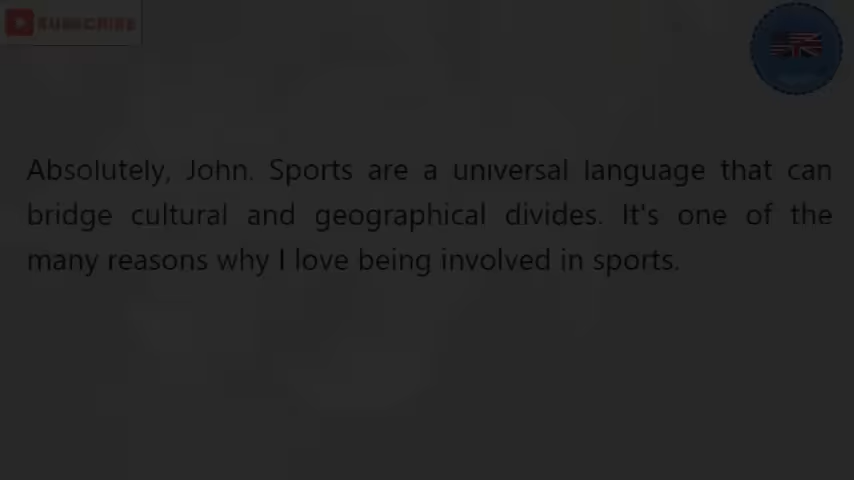 SUBSCRIBE
Absolutely, John. Sports are a universal language that can
bridge cultural and geographical divides. It's one of the
many reasons why I love being involved in sports.